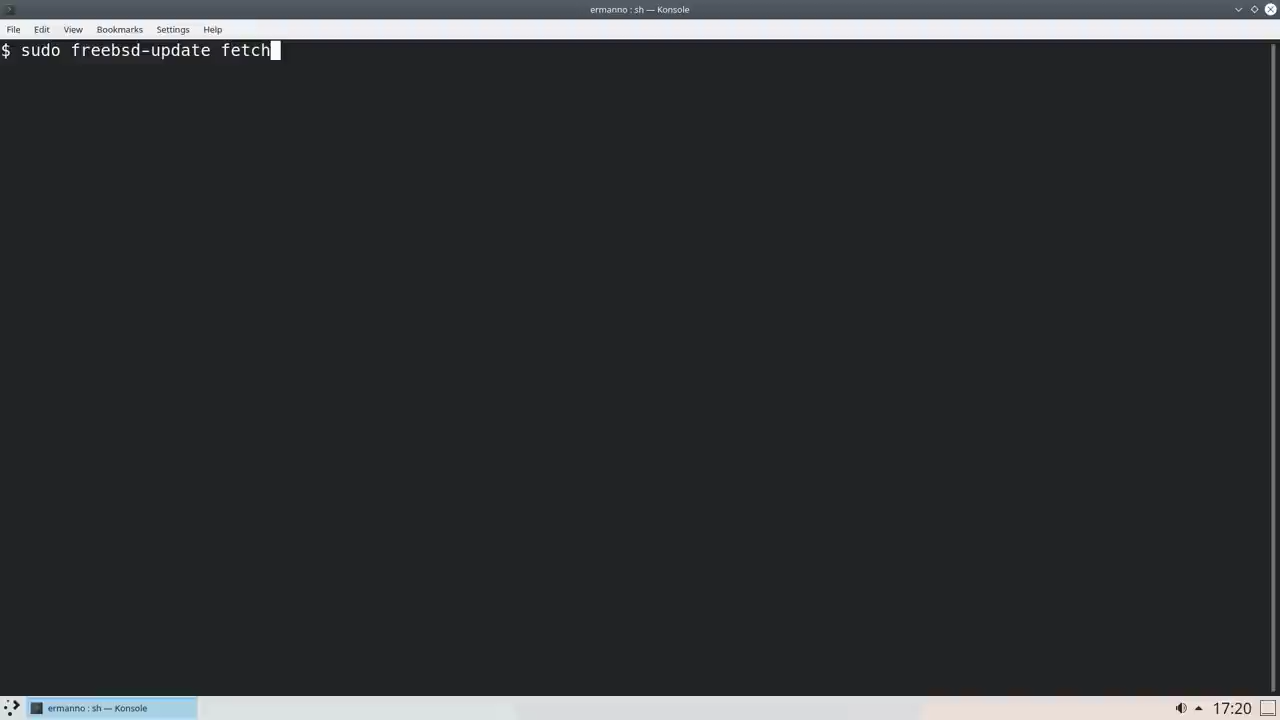 ermanno : sh — Konsole
File Edit View Bookmarks Settings Help
$ sudo freebsd-update fetch
ermanno : sh — Konsole
17:20